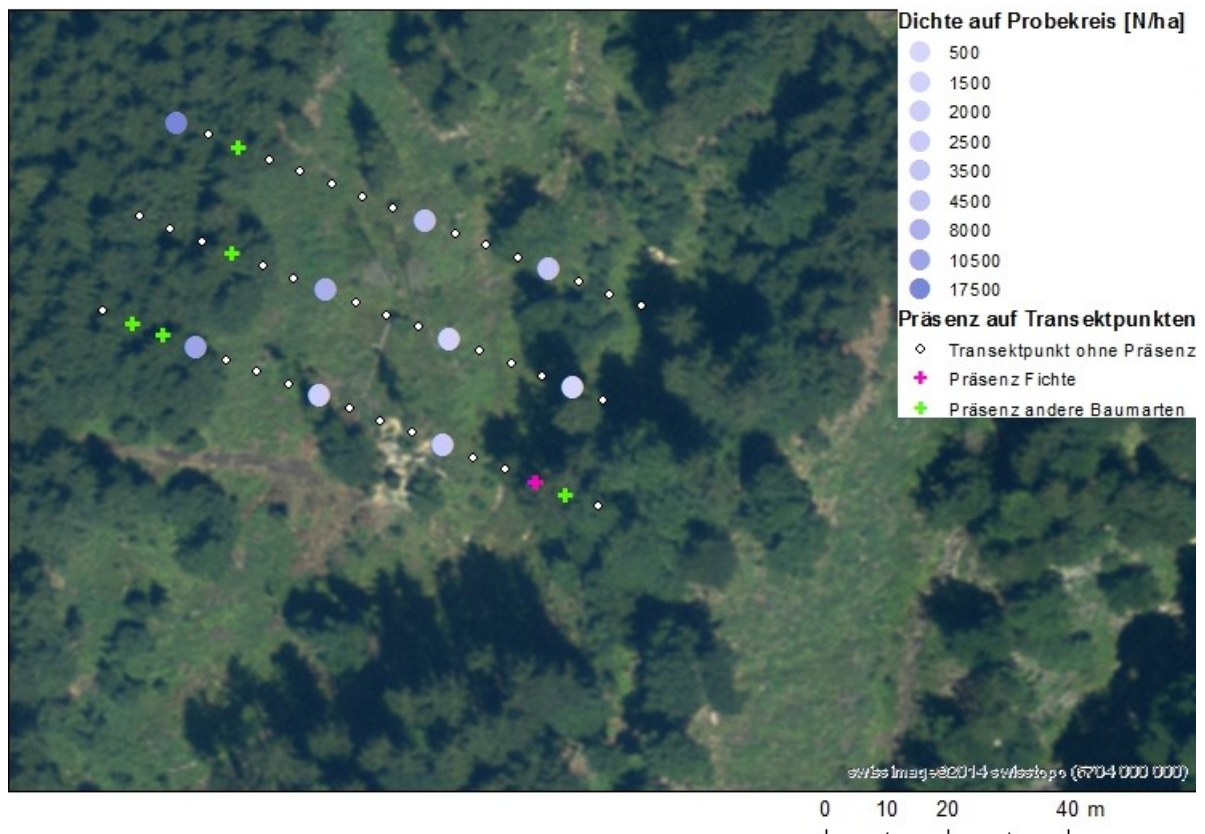 Dichte auf Probekreis [N/ha]
500
1500
2000
2500
3500
4500
8000
10500
17500
Präsenz auf Transektpunkten
Transektpunkt ohne Präsenz
Präsenz Fichte
Präsenz andere Baumarten
swissimage©2014 swisstopo (5704 000 000)
0 10 20 40 m